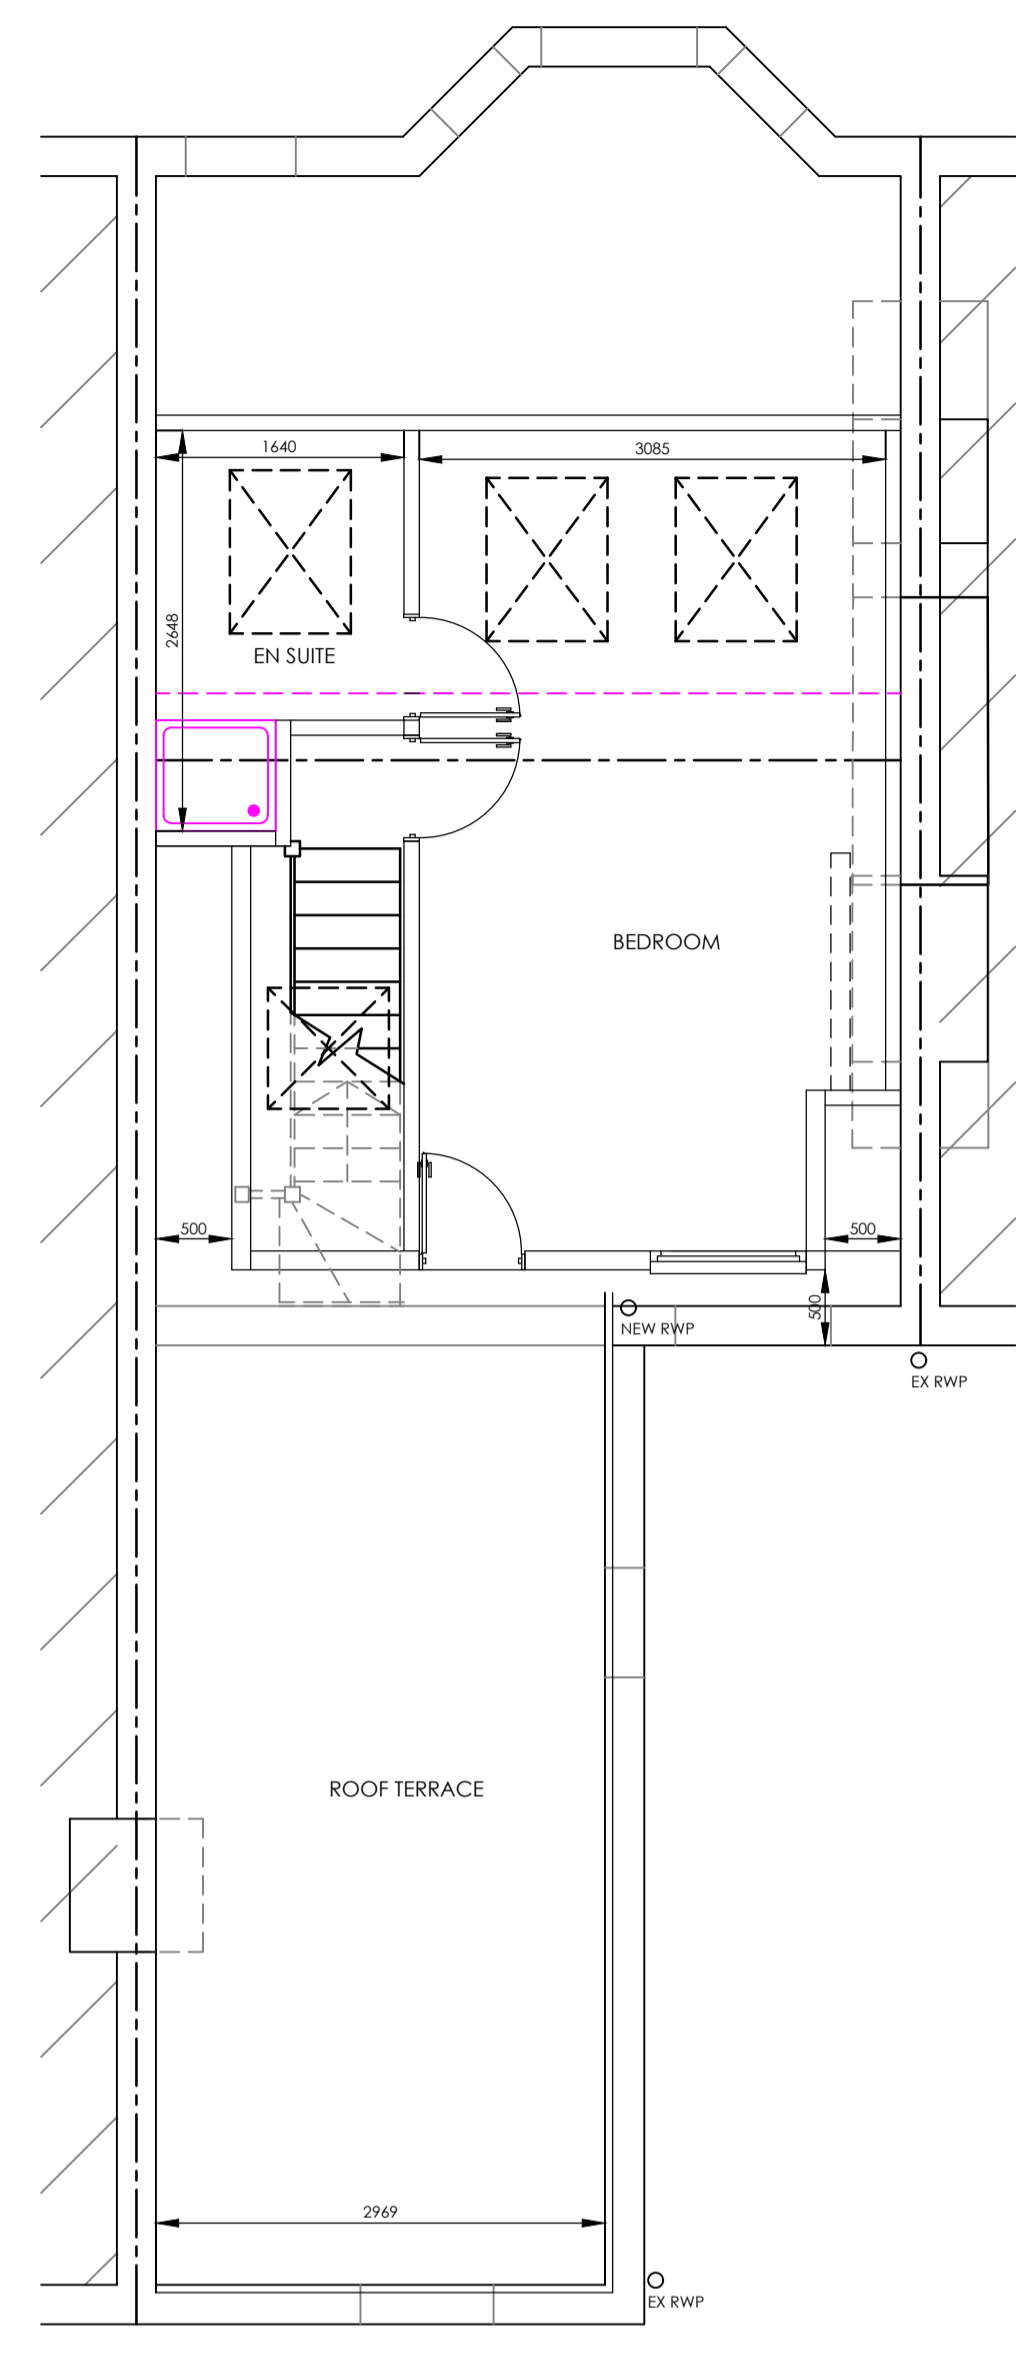 1640
3085
2648
EN SUITE
BEDROOM
500
500
500
NEW RWP
EX RWP
ROOF TERRACE
2969
EX RWP